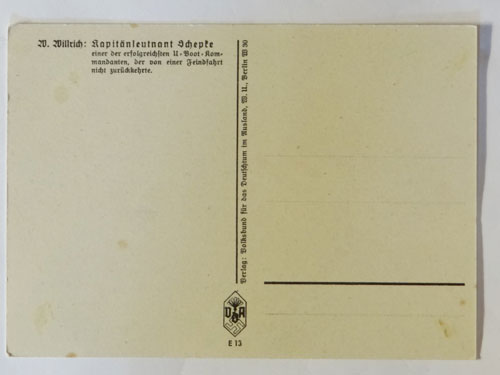 W. Willrich: Kapitänleutnant Schepke
einer der erfolgreichsten U-Boot-Kom-
mandanten, der von einer Feindfahrt
nicht zurückkehrte.
Verlag: Volksbund für das Deutschtum im Ausland, W. U., Berlin W 30
VDA
E 13